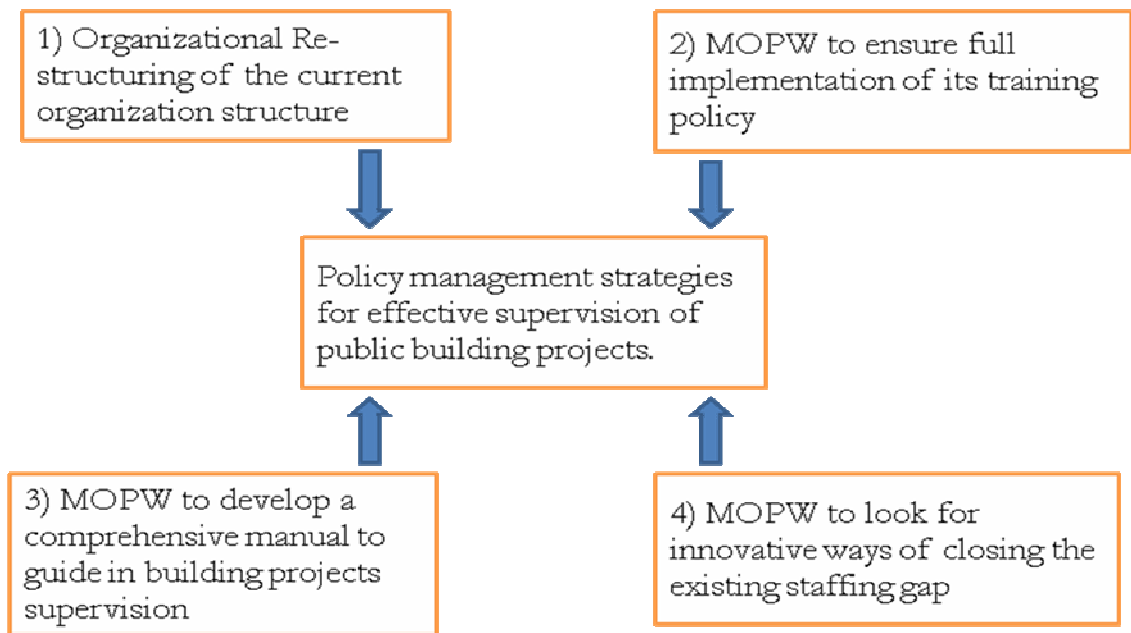 1) Organizational Re-
structuring of the current
organization structure
2) MOPW to ensure full
implementation of its training
policy
Policy management strategies
for effective supervision of
public building projects.
3) MOPW to develop a
comprehensive manual to
guide in building projects
supervision
4) MOPW to look for
innovative ways of closing the
existing staffing gap